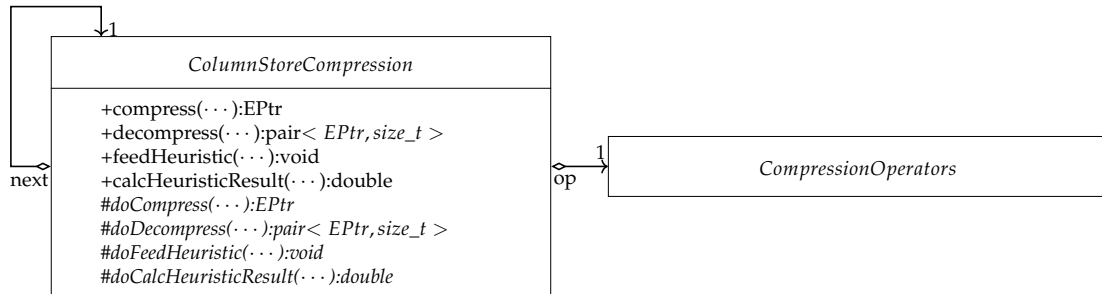 1
ColumnStoreCompression
+compress(· · ·):EPtr
+decompress(· · ·):pair< EPtr, size_t >
+feedHeuristic(· · ·):void
+calcHeuristicResult(· · ·):double
#doCompress(· · ·):EPtr
#doDecompress(· · ·):pair< EPtr, size_t >
#doFeedHeuristic(· · ·):void
#doCalcHeuristicResult(· · ·):double
next
op
1
CompressionOperators